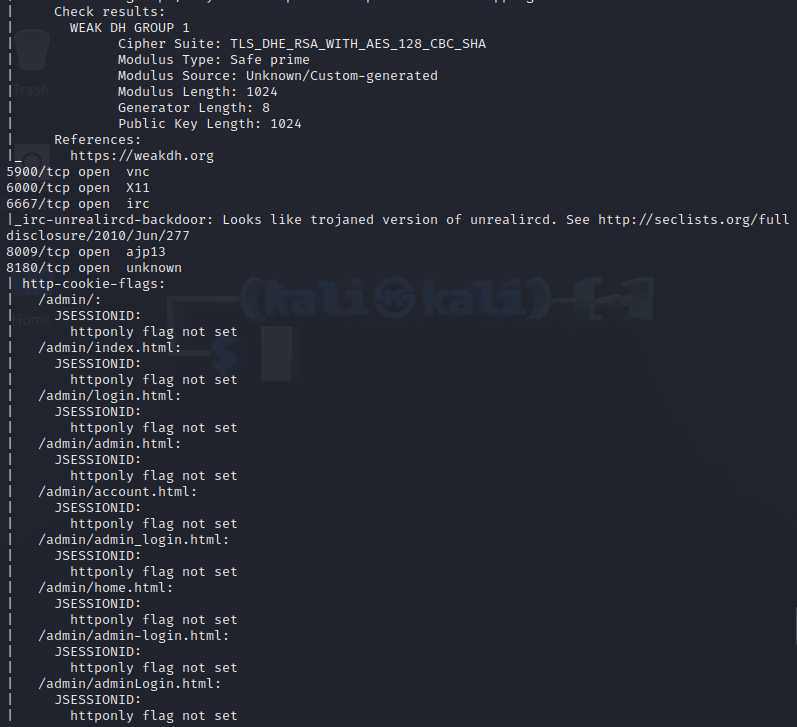 |     Check results:
|       WEAK DH GROUP 1
|             Cipher Suite: TLS_DHE_RSA_WITH_AES_128_CBC_SHA
|             Modulus Type: Safe prime
|             Modulus Source: Unknown/Custom-generated
|             Modulus Length: 1024
|             Generator Length: 8
|             Public Key Length: 1024
|     References:
|_      https://weakdh.org
Trash
5900/tcp open  vnc
6000/tcp open  X11
6667/tcp open  irc
|_irc-unrealircd-backdoor: Looks like trojaned version of unrealircd. See http://seclists.org/full
disclosure/2010/Jun/277
8009/tcp open  ajp13
8180/tcp open  unknown
| http-cookie-flags:
|   /admin/:
|     JSESSIONID:
|       httponly flag not set
|   /admin/index.html:
|     JSESSIONID:
|       httponly flag not set
|   /admin/login.html:
|     JSESSIONID:
|       httponly flag not set
|   /admin/admin.html:
|     JSESSIONID:
|       httponly flag not set
|   /admin/account.html:
|     JSESSIONID:
|       httponly flag not set
|   /admin/admin_login.html:
|     JSESSIONID:
|       httponly flag not set
|   /admin/home.html:
|     JSESSIONID:
|       httponly flag not set
|   /admin/admin-login.html:
|     JSESSIONID:
|       httponly flag not set
|   /admin/adminLogin.html:
|     JSESSIONID:
|       httponly flag not set
Home
(kali㉿kali)-[~]
$